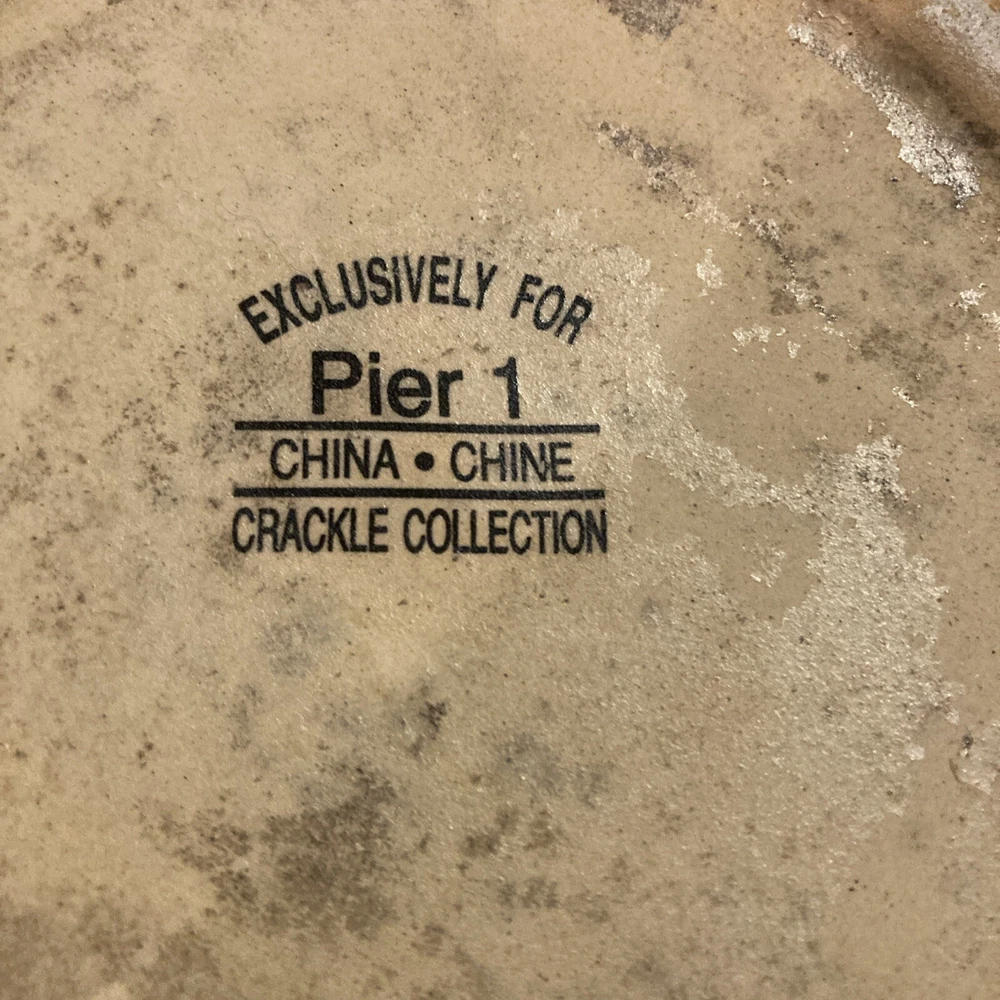 EXCLUSIVELY FOR
Pier 1
CHINA • CHINE
CRACKLE COLLECTION